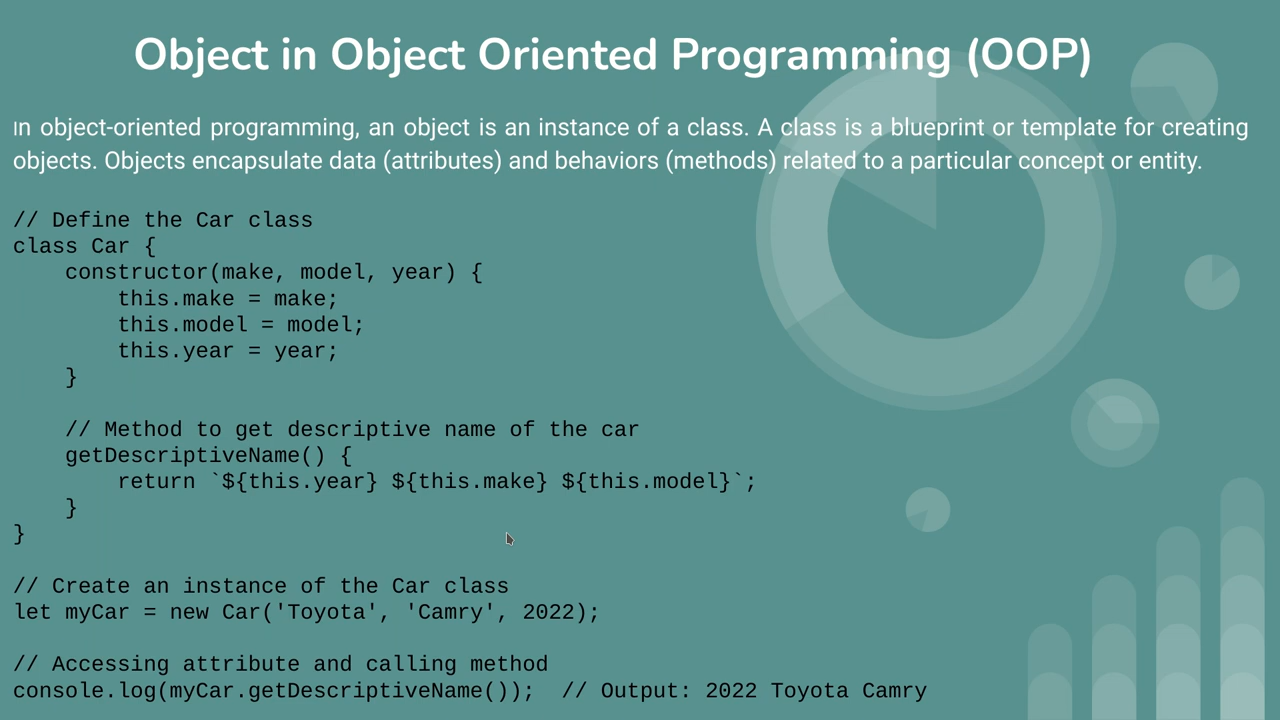 Object in Object Oriented Programming (OOP)
In object-oriented programming, an object is an instance of a class. A class is a blueprint or template for creating
objects. Objects encapsulate data (attributes) and behaviors (methods) related to a particular concept or entity.
// Define the Car class
class Car {
    constructor(make, model, year) {
        this.make = make;
        this.model = model;
        this.year = year;
    }
    // Method to get descriptive name of the car
    getDescriptiveName() {
        return `${this.year} ${this.make} ${this.model}`;
    }
}
// Create an instance of the Car class
let myCar = new Car('Toyota', 'Camry', 2022);
// Accessing attribute and calling method
console.log(myCar.getDescriptiveName());  // Output: 2022 Toyota Camry